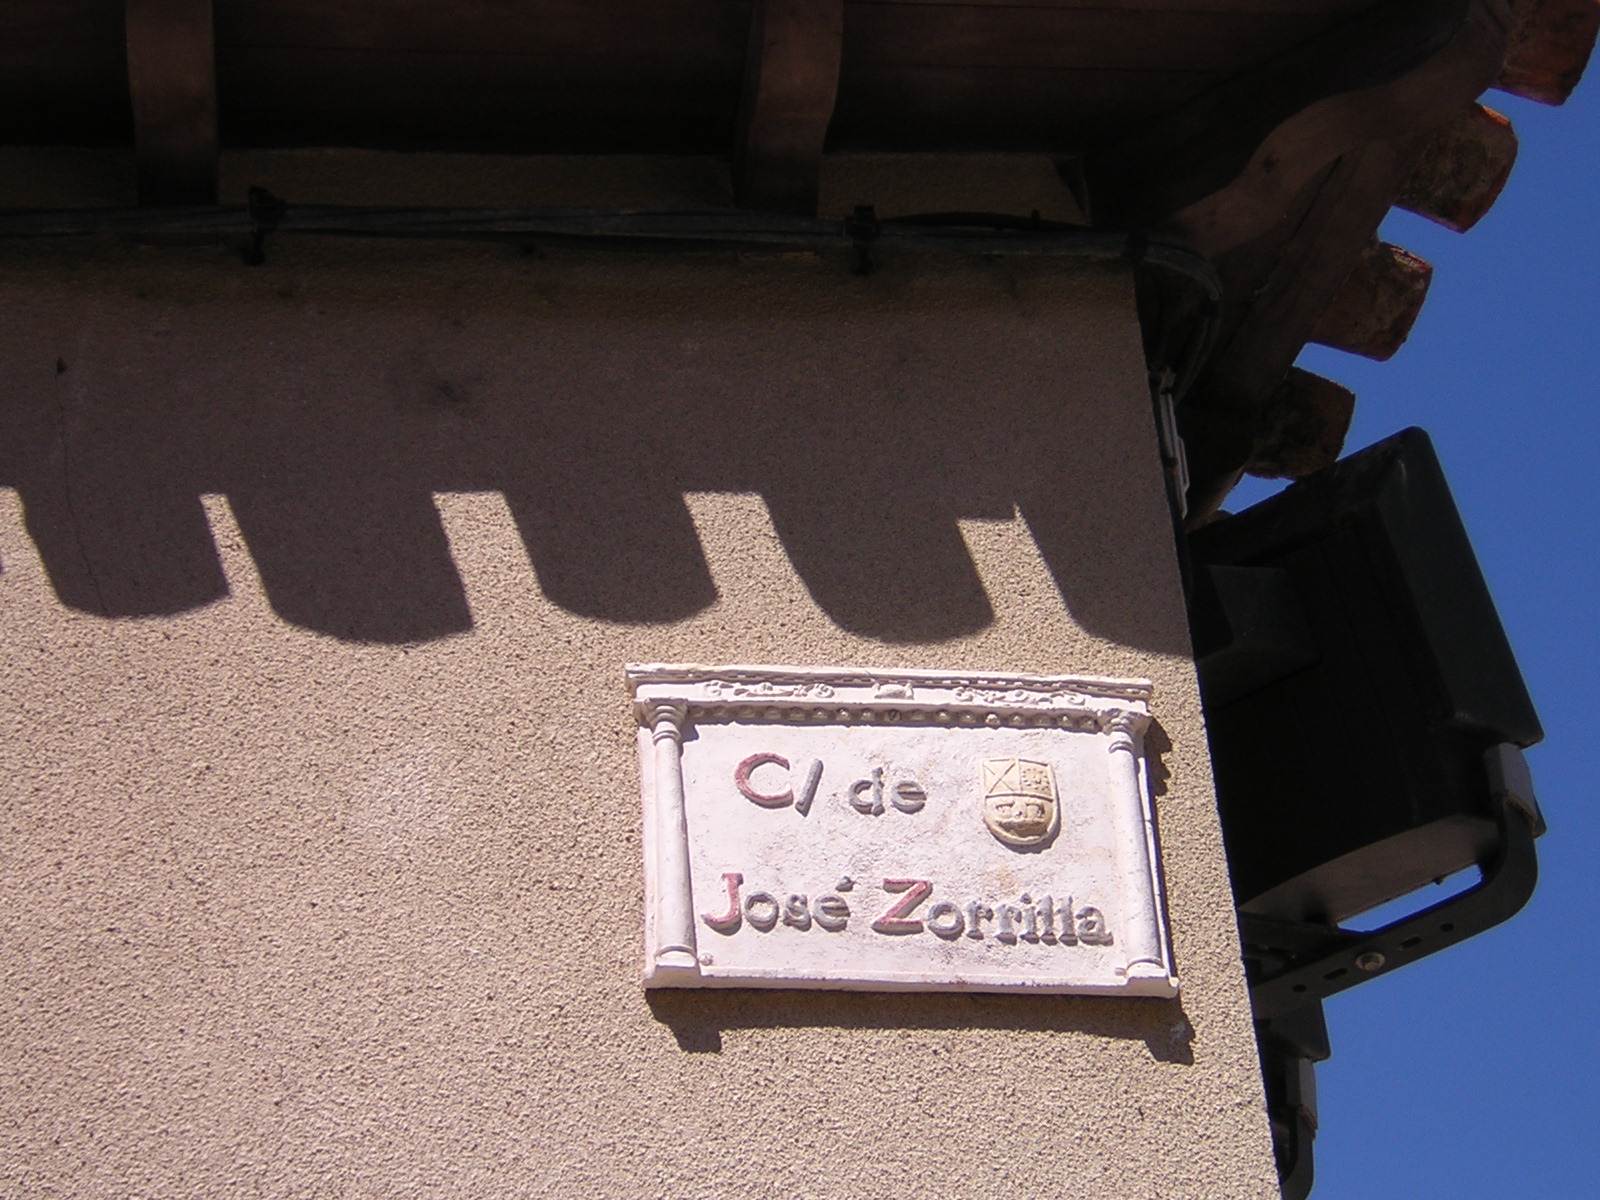 C/ de
José Zorrilla